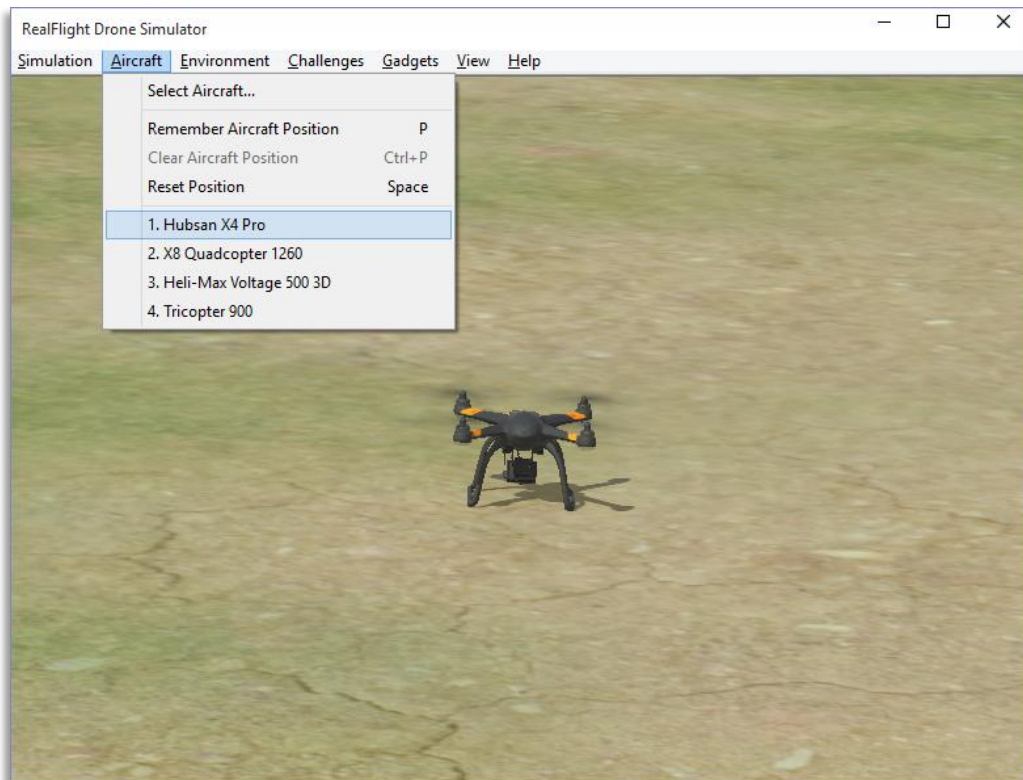 RealFlight Drone Simulator
Simulation Aircraft Environment Challenges Gadgets View Help
Select Aircraft...
Remember Aircraft Position P
Clear Aircraft Position Ctrl+P
Reset Position Space
1. Hubsan X4 Pro
2. X8 Quadcopter 1260
3. Heli-Max Voltage 500 3D
4. Tricopter 900